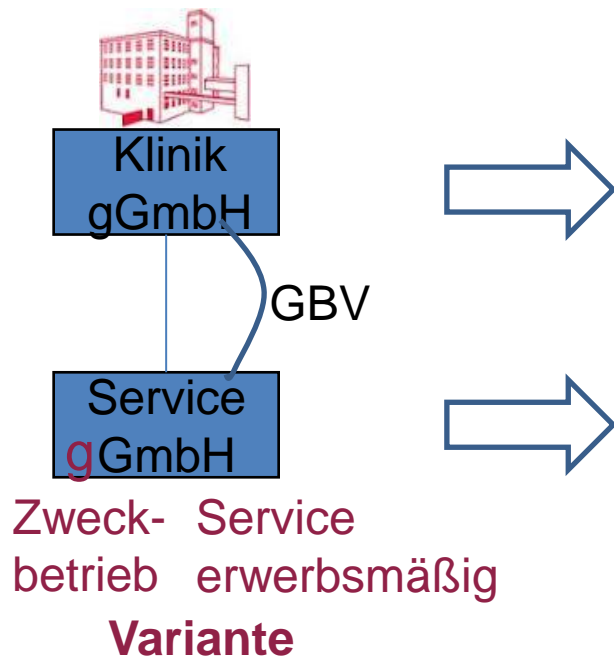 Klinik
gGmbH
GBV
Service
gGmbH
Zweck- Service
betrieb erwerbsmäßig
Variante